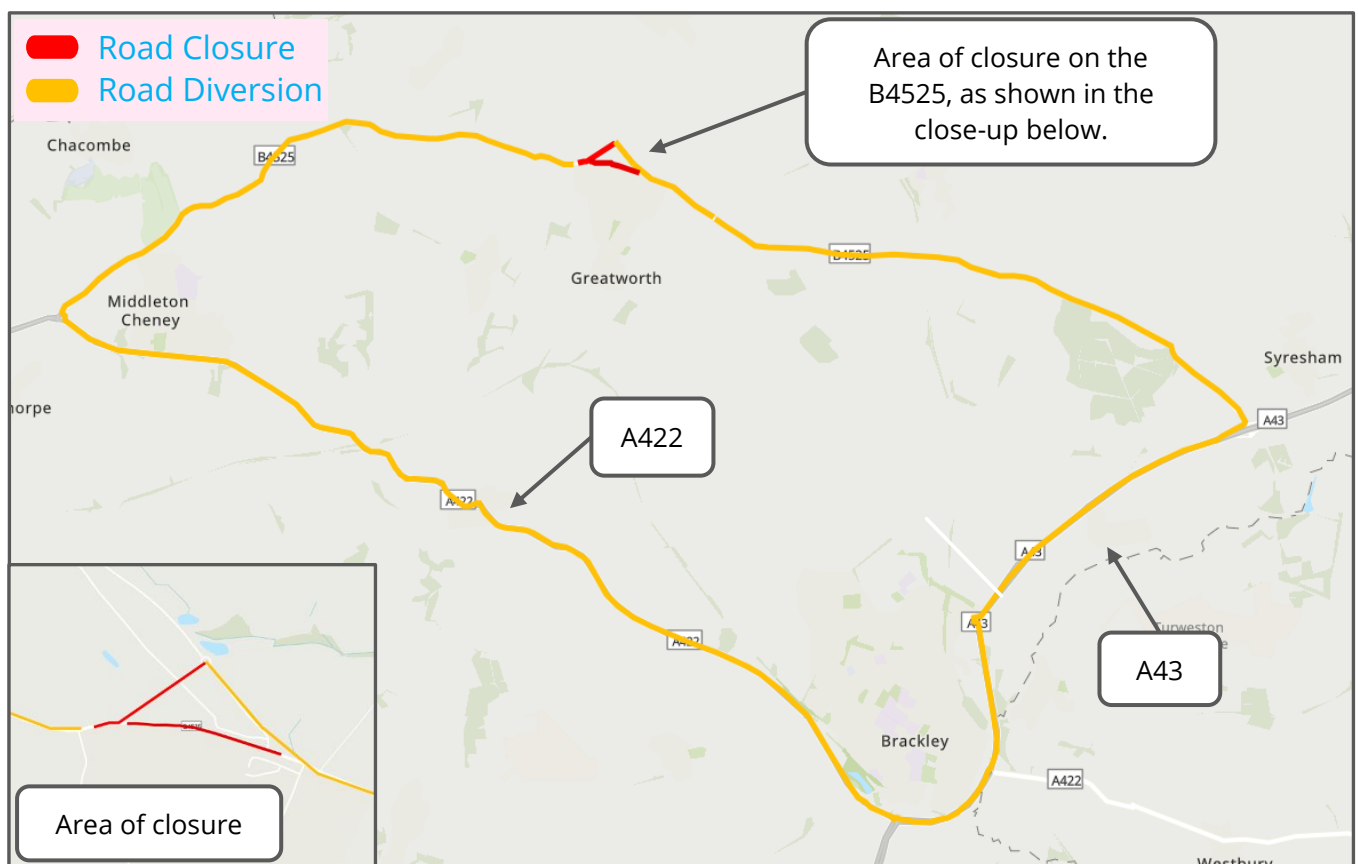 Road Closure
Road Diversion
Area of closure on the
B4525, as shown in the
close-up below.
Chacombe
B4525
B4525
Greatworth
Middleton
Cheney
Syresham
A43
horpe
A422
A422
A43
A43
A43
A422
Brackley
A422
Area of closure
Westbury